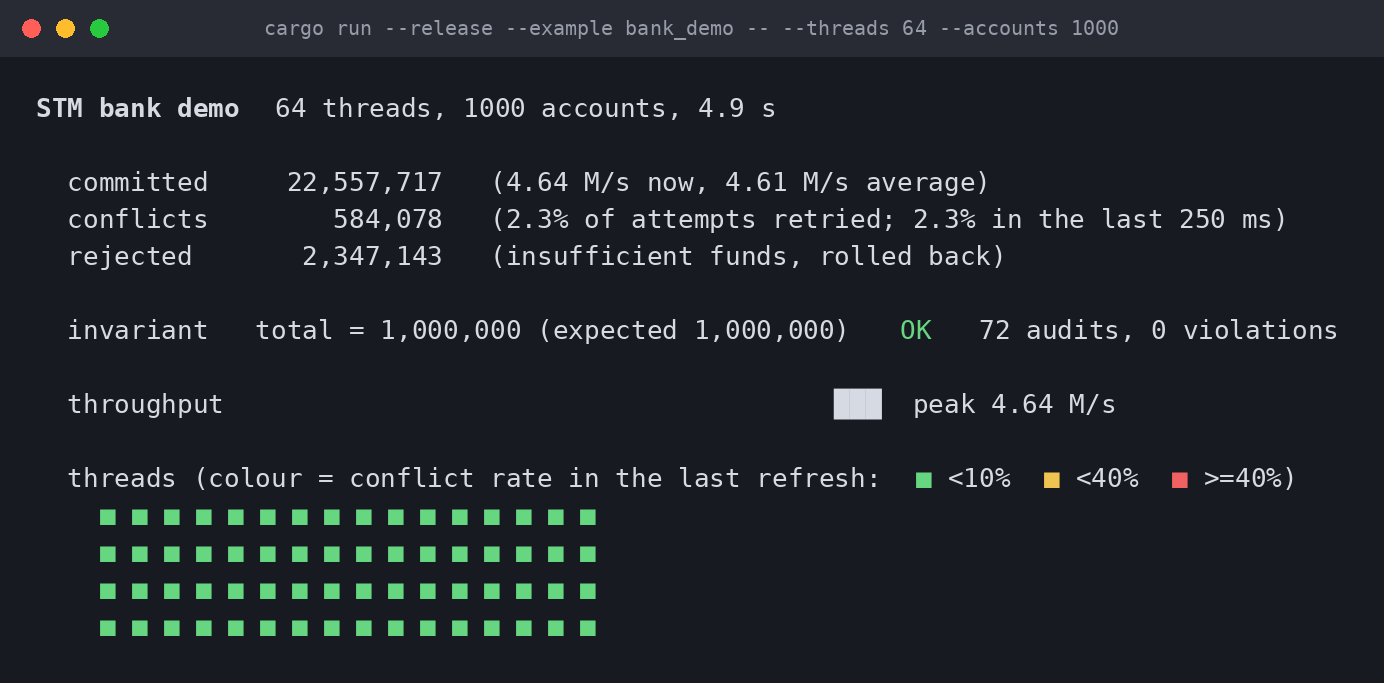 cargo run --release --example bank_demo -- --threads 64 --accounts 1000
STM bank demo 64 threads, 1000 accounts, 4.9 s
committed 22,557,717 (4.64 M/s now, 4.61 M/s average)
conflicts 584,078 (2.3% of attempts retried; 2.3% in the last 250 ms)
rejected 2,347,143 (insufficient funds, rolled back)
invariant total = 1,000,000 (expected 1,000,000) OK 72 audits, 0 violations
throughput ███ peak 4.64 M/s
threads (colour = conflict rate in the last refresh: ■ <10% ■ <40% ■ >=40%)
■ ■ ■ ■ ■ ■ ■ ■ ■ ■ ■ ■ ■ ■ ■ ■
■ ■ ■ ■ ■ ■ ■ ■ ■ ■ ■ ■ ■ ■ ■ ■
■ ■ ■ ■ ■ ■ ■ ■ ■ ■ ■ ■ ■ ■ ■ ■
■ ■ ■ ■ ■ ■ ■ ■ ■ ■ ■ ■ ■ ■ ■ ■